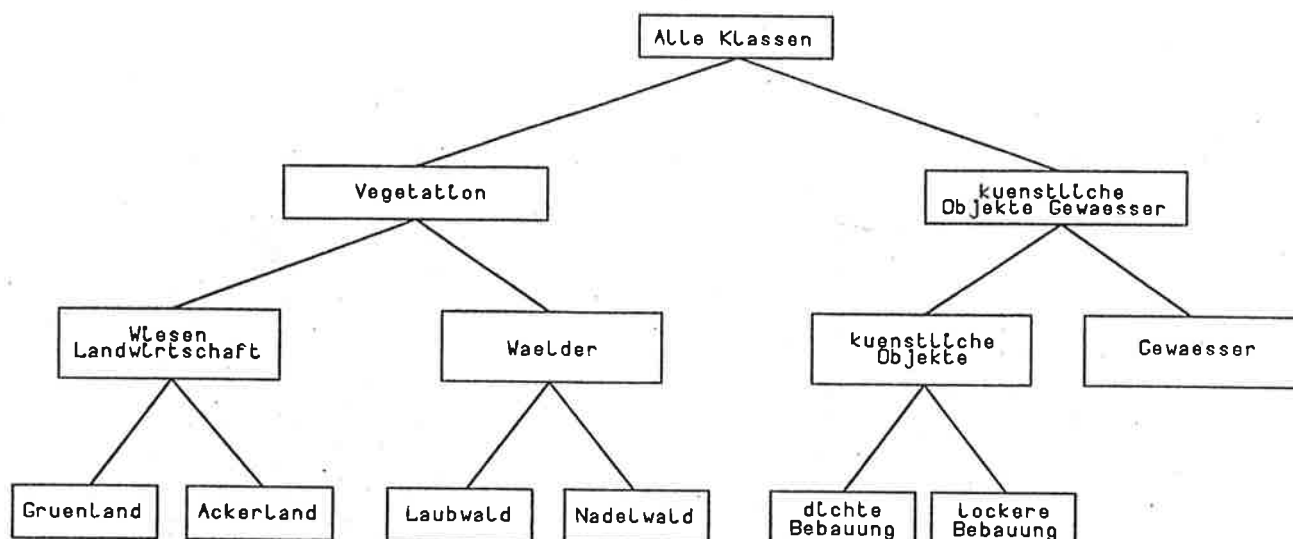 Alle Klassen
Vegetation
kuenstliche
Objekte Gewaesser
Wiesen
Landwirtschaft
Waelder
kuenstliche
Objekte
Gewaesser
Gruenland
Ackerland
Laubwald
Nadelwald
dichte
Bebauung
lockere
Bebauung